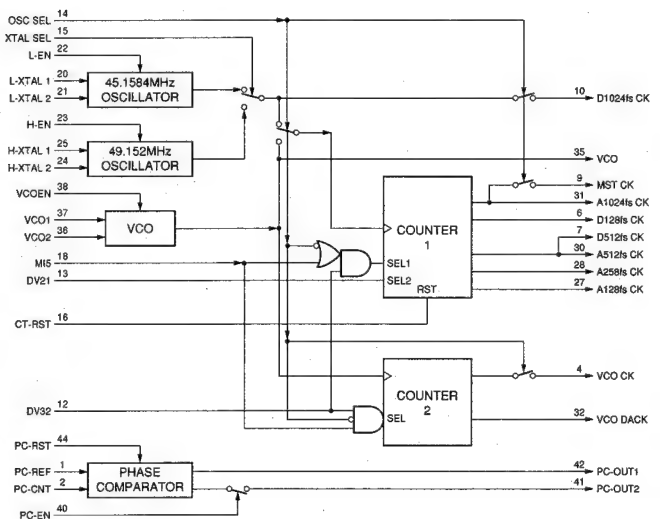 OSC SEL 14
XTAL SEL 15
L-EN 22
L-XTAL 1 20
L-XTAL 2 21
45.1584MHz
OSCILLATOR
10 D1024fs CK
H-EN 23
H-XTAL 1 25
H-XTAL 2 24
49.152MHz
OSCILLATOR
35 VCO
VCOEN 38
9 MST CK
31 A1024fs CK
VCO1 37
VCO2 36
VCO
COUNTER
1
6 D128fs CK
7 D512fs CK
30 A512fs CK
MI5 18
SEL1
28 A258fs CK
DV21 13
SEL2
RST
27 A128fs CK
CT-RST 16
COUNTER
2
4 VCO CK
DV32 12
SEL
32 VCO DACK
PC-RST 44
PC-REF 1
PC-CNT 2
PHASE
COMPARATOR
42 PC-OUT1
41 PC-OUT2
PC-EN 40